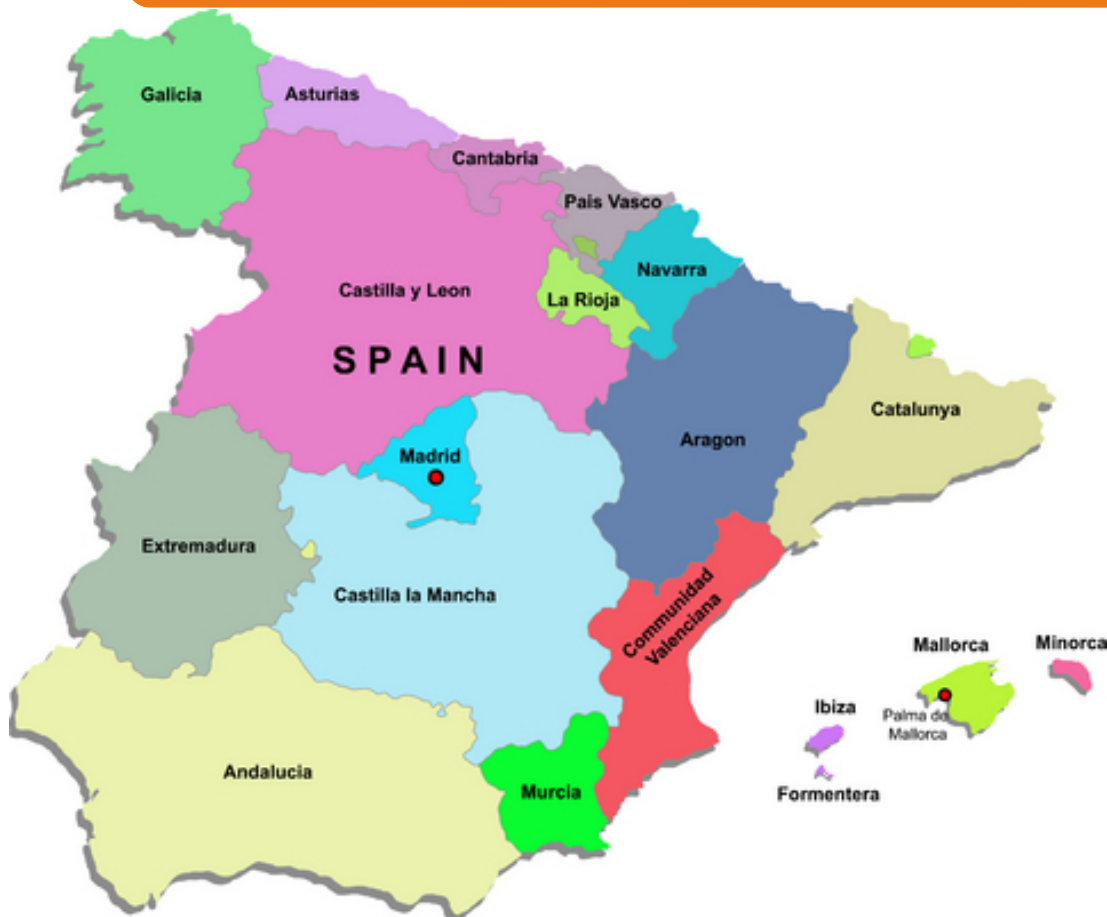 Galicia
Asturias
Cantabria
Pais Vasco
Navarra
La Rioja
Castilla y Leon
SPAIN
Catalunya
Aragon
Madrid
Extremadura
Castilla la Mancha
Communidad
Valenciana
Mallorca
Minorca
Ibiza
Palma de
Mallorca
Formentera
Andalucia
Murcia